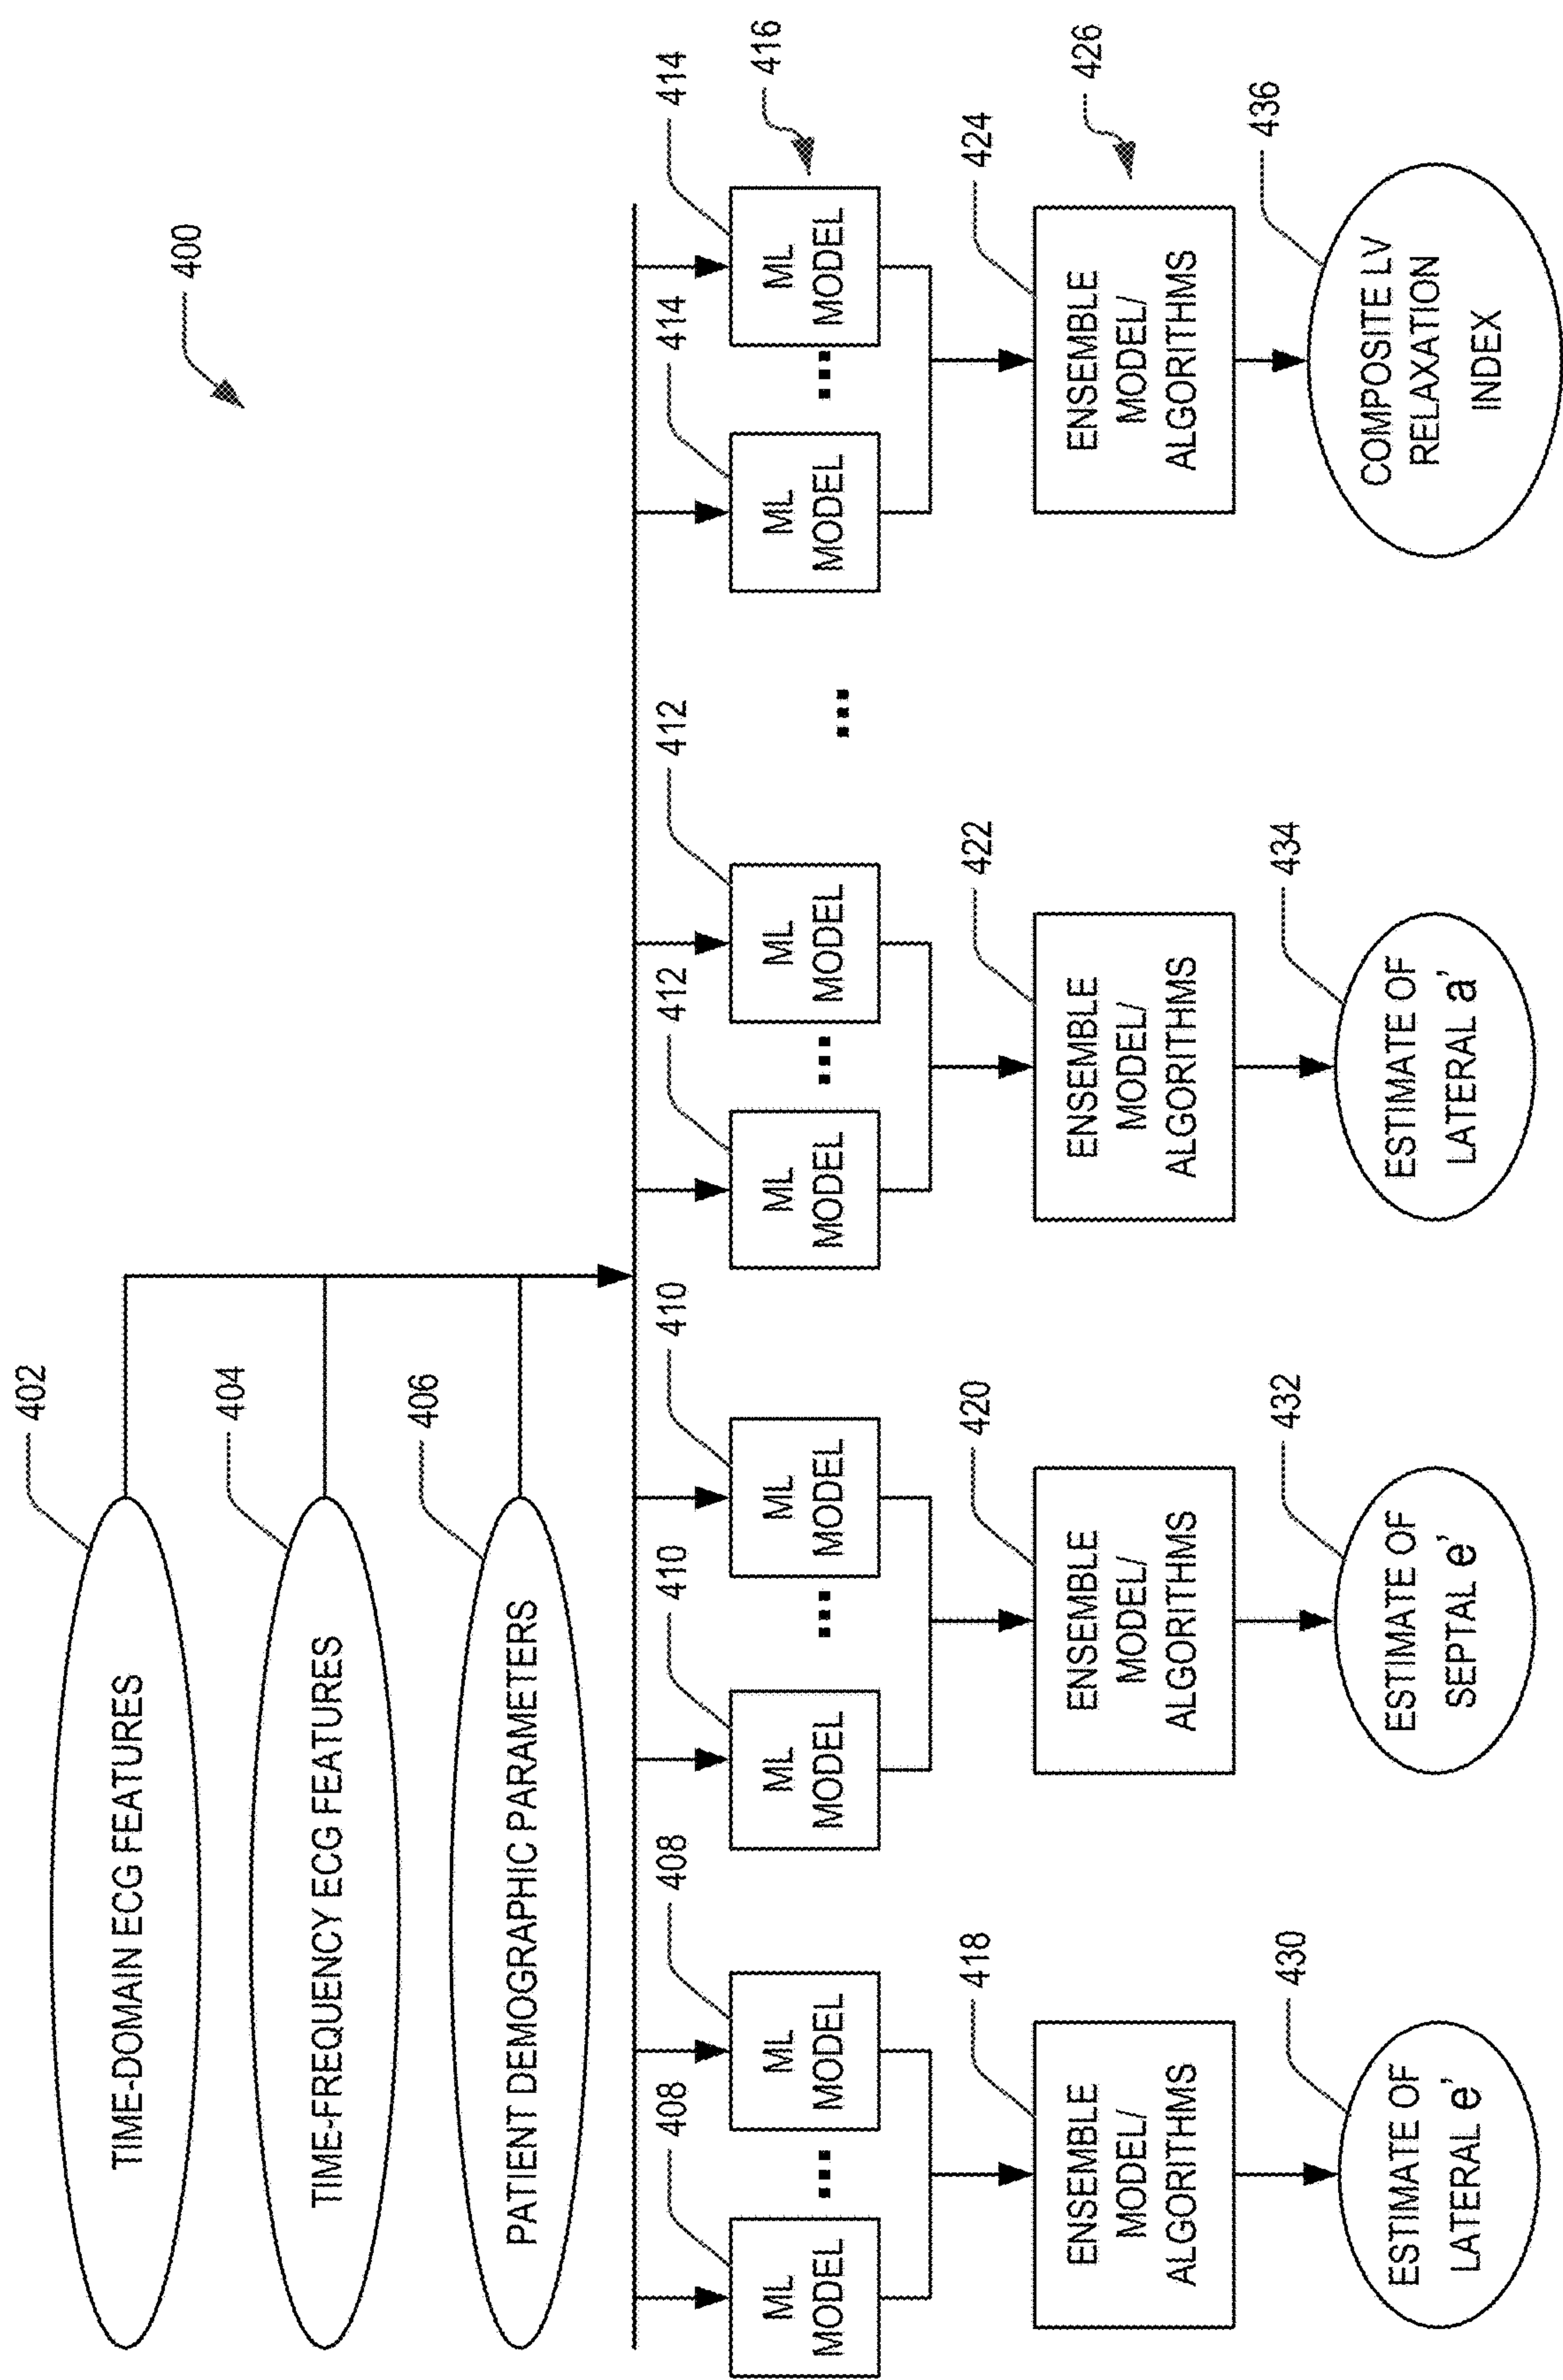 400
402
TIME-DOMAIN ECG FEATURES
404
TIME-FREQUENCY ECG FEATURES
406
PATIENT DEMOGRAPHIC PARAMETERS
408
408
410
410
412
412
414
414
416
ML
MODEL
ML
MODEL
ML
MODEL
ML
MODEL
ML
MODEL
ML
MODEL
ML
MODEL
ML
MODEL
418
420
422
424
426
ENSEMBLE
MODEL/
ALGORITHMS
ENSEMBLE
MODEL/
ALGORITHMS
ENSEMBLE
MODEL/
ALGORITHMS
ENSEMBLE
MODEL/
ALGORITHMS
430
432
434
436
ESTIMATE OF
LATERAL e'
ESTIMATE OF
SEPTAL e'
ESTIMATE OF
LATERAL a'
COMPOSITE LV
RELAXATION
INDEX